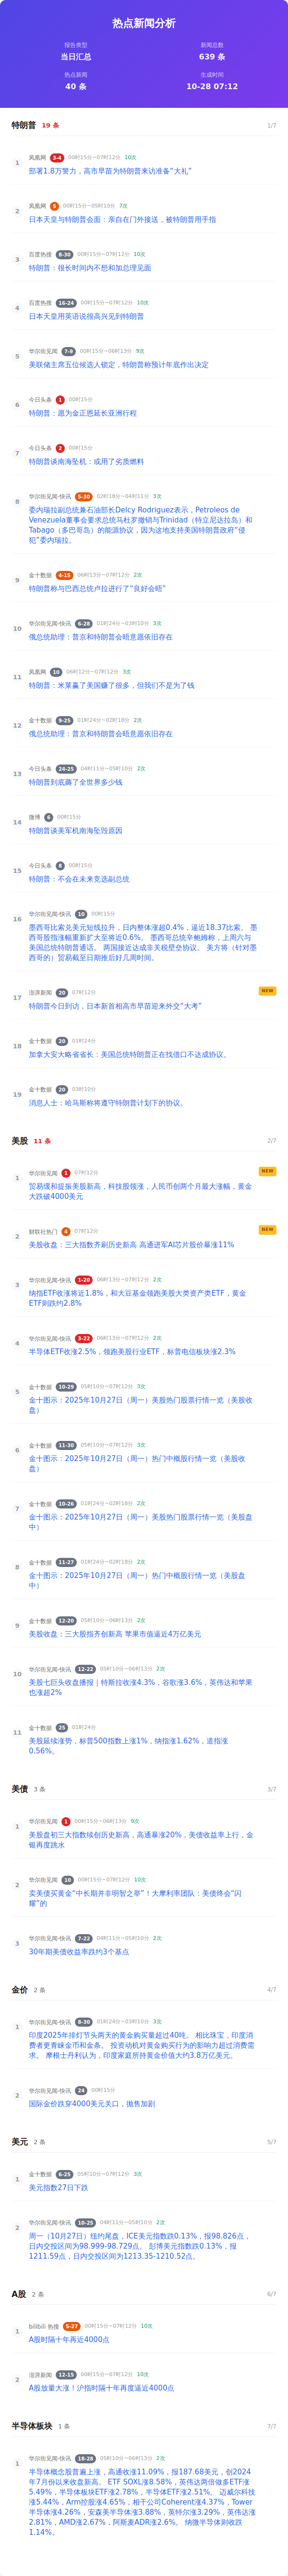 热点新闻分析
报告类型
当日汇总
新闻总数
639 条
热点新闻
40 条
生成时间
10-28 07:12
特朗普 19 条 1/7
1 凤凰网 3-4 00时15分~07时12分 10次
部署1.8万警力，高市早苗为特朗普来访准备“大礼”
2 凤凰网 5 00时15分~05时10分 7次
日本天皇与特朗普会面：亲自在门外接送，被特朗普用手指
3 百度热搜 8-30 00时15分~07时12分 10次
特朗普：很长时间内不想和加总理见面
4 百度热搜 16-24 00时15分~07时12分 10次
日本天皇用英语说很高兴见到特朗普
5 华尔街见闻 7-9 00时15分~06时13分 9次
美联储主席五位候选人锁定，特朗普称预计年底作出决定
6 今日头条 1 00时15分
特朗普：愿为金正恩延长亚洲行程
7 今日头条 2 00时15分
特朗普谈南海坠机：或用了劣质燃料
8 华尔街见闻-快讯 5-30 02时18分~04时11分 3次
委内瑞拉副总统兼石油部长Delcy Rodriguez表示，Petroleos de
Venezuela董事会要求总统马杜罗撤销与Trinidad（特立尼达拉岛）和
Tabago（多巴哥岛）的能源协议，因为这地支持美国特朗普政府“侵
犯”委内瑞拉。
9 金十数据 4-15 06时13分~07时12分 2次
特朗普称与巴西总统卢拉进行了“良好会晤”
10 华尔街见闻-快讯 6-28 01时24分~03时10分 3次
俄总统助理：普京和特朗普会晤意愿依旧存在
11 凤凰网 10 06时12分~07时12分 3次
特朗普：米莱赢了美国赚了很多，但我们不是为了钱
12 金十数据 9-25 01时24分~02时18分 2次
俄总统助理：普京和特朗普会晤意愿依旧存在
13 今日头条 24-25 04时11分~05时10分 2次
特朗普到底薅了全世界多少钱
14 微博 6 00时15分
特朗普谈美军机南海坠毁原因
15 今日头条 8 00时15分
特朗普：不会在未来竞选副总统
16 华尔街见闻-快讯 10 00时15分
墨西哥比索兑美元短线拉升，日内整体涨超0.4%，逼近18.37比索。 墨
西哥股指涨幅重新扩大至将近0.6%。 墨西哥总统辛鲍姆称，上周六与
美国总统特朗普通话。 两国接近达成非关税壁垒协议。 美方将（针对墨
西哥的）贸易截至日期推后好几周时间。
17 澎湃新闻 20 07时12分 NEW
特朗普今日到访，日本新首相高市早苗迎来外交“大考”
18 金十数据 20 01时24分
加拿大安大略省省长：美国总统特朗普正在找借口不达成协议。
19 金十数据 20 03时10分
消息人士：哈马斯称将遵守特朗普计划下的协议。
美股 11 条 2/7
1 华尔街见闻 1 07时12分 NEW
贸易缓和提振美股新高，科技股领涨，人民币创两个月最大涨幅，黄金
大跌破4000美元
2 财联社热门 4 07时12分 NEW
美股收盘：三大指数齐刷历史新高 高通进军AI芯片股价暴涨11%
3 华尔街见闻-快讯 1-20 06时13分~07时12分 2次
纳指ETF收涨将近1.8%，和大豆基金领跑美股大类资产类ETF，黄金
ETF则跌约2.8%
4 华尔街见闻-快讯 3-22 06时13分~07时12分 2次
半导体ETF收涨2.5%，领跑美股行业ETF，标普电信板块涨2.3%
5 金十数据 10-29 05时10分~07时12分 3次
金十图示：2025年10月27日（周一）美股热门股票行情一览（美股收
盘）
6 金十数据 11-30 05时10分~07时12分 3次
金十图示：2025年10月27日（周一）热门中概股行情一览（美股收
盘）
7 金十数据 10-26 01时24分~02时18分 2次
金十图示：2025年10月27日（周一）美股热门股票行情一览（美股盘
中）
8 金十数据 11-27 01时24分~02时18分 2次
金十图示：2025年10月27日（周一）热门中概股行情一览（美股盘
中）
9 金十数据 12-20 05时10分~06时13分 2次
美股收盘：三大股指齐创新高 苹果市值逼近4万亿美元
10 华尔街见闻-快讯 12-22 05时10分~06时13分 2次
美股七巨头收盘播报｜特斯拉收涨4.3%，谷歌涨3.6%，英伟达和苹果
也涨超2%
11 金十数据 25 01时24分
美股延续涨势，标普500指数上涨1%，纳指涨1.62%，道指涨
0.56%。
美债 3 条 3/7
1 华尔街见闻 1 00时15分~06时13分 9次
美股盘初三大指数续创历史新高，高通暴涨20%，美债收益率上行，金
银再度跳水
2 华尔街见闻 10 00时15分~07时12分 10次
卖美债买黄金“中长期并非明智之举”！大摩利率团队：美债终会“闪
耀”的
3 华尔街见闻-快讯 7-22 04时11分~05时10分 2次
30年期美债收益率跌约3个基点
金价 2 条 4/7
1 华尔街见闻-快讯 8-30 01时24分~03时10分 3次
印度2025年排灯节头两天的黄金购买量超过40吨。 相比珠宝，印度消
费者更青睐金币和金条。 投资动机对黄金购买行为的影响力超过消费需
求。 摩根士丹利认为，印度家庭所持黄金价值大约3.8万亿美元。
2 华尔街见闻-快讯 24 00时15分
国际金价跌穿4000美元关口，抛售加剧
美元 2 条 5/7
1 金十数据 6-25 05时10分~07时12分 3次
美元指数27日下跌
2 华尔街见闻-快讯 10-25 04时11分~05时10分 2次
周一（10月27日）纽约尾盘，ICE美元指数跌0.13%，报98.826点，
日内交投区间为98.999-98.729点。 彭博美元指数跌0.13%，报
1211.59点，日内交投区间为1213.35-1210.52点。
A股 2 条 6/7
1 bilibili 热搜 5-27 00时15分~07时12分 10次
A股时隔十年再近4000点
2 澎湃新闻 12-15 00时15分~07时12分 10次
A股放量大涨！沪指时隔十年再度逼近4000点
半导体板块 1 条 7/7
1 华尔街见闻-快讯 18-28 05时10分~06时13分 2次
半导体概念股普遍上涨，高通收涨11.09%，报187.68美元，创2024
年7月份以来收盘新高。 ETF SOXL涨8.58%，英伟达两倍做多ETF涨
5.49%，半导体板块ETF涨2.78%，半导体ETF涨2.51%。 迈威尔科技
涨5.44%，Arm控股涨4.65%，相干公司Coherent涨4.37%，Tower
半导体涨4.26%，安森美半导体涨3.88%，英特尔涨3.29%，英伟达涨
2.81%，AMD涨2.67%，阿斯麦ADR涨2.6%。 纳微半导体则收跌
1.14%。